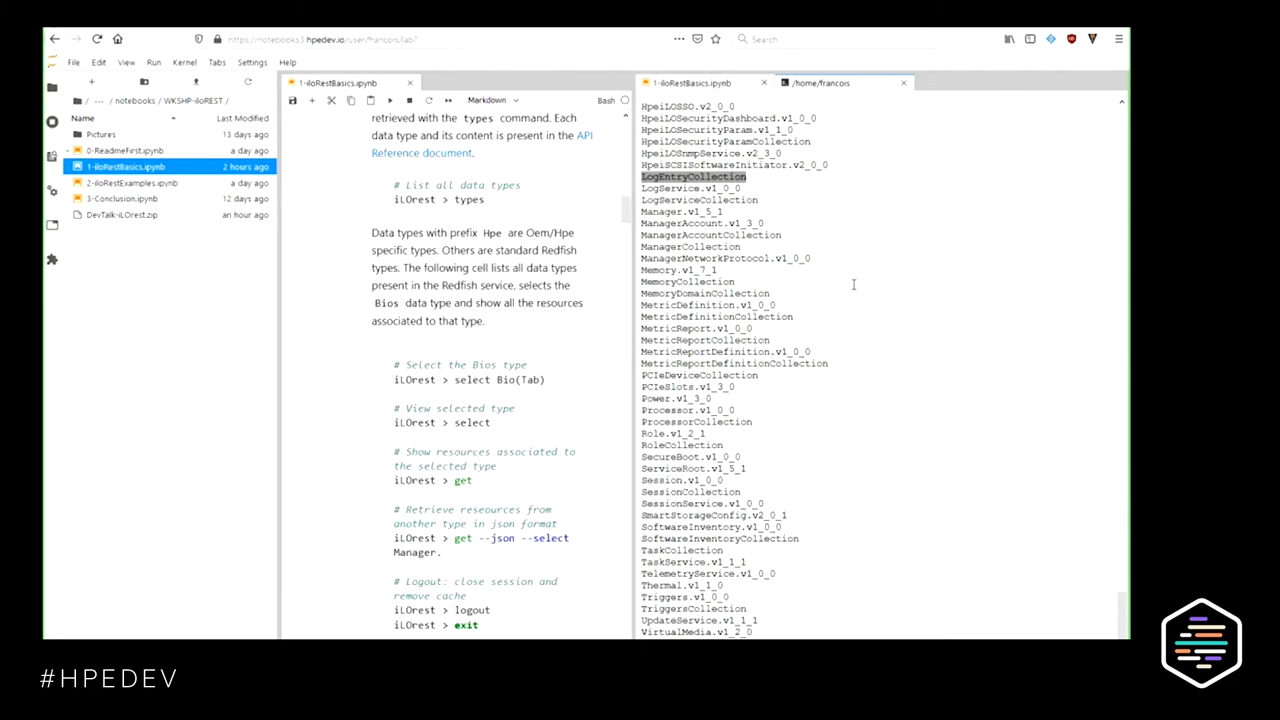 https://notebooks3.hpedev.io/user/francois/lab?
Search
File Edit View Run Kernel Tabs Settings Help
1-iloRestBasics.ipynb
1-iloRestBasics.ipynb
/home/francois
/ ··· / notebooks / WKSHP-iloREST /
Name
Last Modified
Pictures
13 days ago
0-ReadmeFirst.ipynb
a day ago
1-iloRestBasics.ipynb
2 hours ago
2-iloRestExamples.ipynb
a day ago
3-Conclusion.ipynb
12 days ago
DevTalk-iLOrest.zip
an hour ago
Markdown
Bash
retrieved with the types command. Each
data type and its content is present in the API
Reference document.
# List all data types
iLOrest > types
Data types with prefix Hpe are Oem/Hpe
specific types. Others are standard Redfish
types. The following cell lists all data types
present in the Redfish service, selects the
Bios data type and show all the resources
associated to that type.
# Select the Bios type
iLOrest > select Bio(Tab)
# View selected type
iLOrest > select
# Show resources associated to
the selected type
iLOrest > get
# Retrieve reseources from
another type in json format
iLOrest > get --json --select
Manager.
# Logout: close session and
remove cache
iLOrest > logout
iLOrest > exit
HpeiLOSSO.v2_0_0
HpeiLOSecurityDashboard.v1_0_0
HpeiLOSecurityParam.v1_1_0
HpeiLOSecurityParamCollection
HpeiLOSnmpService.v2_3_0
HpeiSCSISoftwareInitiator.v2_0_0
LogEntryCollection
LogService.v1_0_0
LogServiceCollection
Manager.v1_5_1
ManagerAccount.v1_3_0
ManagerAccountCollection
ManagerCollection
ManagerNetworkProtocol.v1_0_0
Memory.v1_7_1
MemoryCollection
MemoryDomainCollection
MetricDefinition.v1_0_0
MetricDefinitionCollection
MetricReport.v1_0_0
MetricReportCollection
MetricReportDefinition.v1_0_0
MetricReportDefinitionCollection
PCIeDeviceCollection
PCIeSlots.v1_3_0
Power.v1_3_0
Processor.v1_0_0
ProcessorCollection
Role.v1_2_1
RoleCollection
SecureBoot.v1_0_0
ServiceRoot.v1_5_1
Session.v1_0_0
SessionCollection
SessionService.v1_0_0
SmartStorageConfig.v2_0_1
SoftwareInventory.v1_0_0
SoftwareInventoryCollection
TaskCollection
TaskService.v1_1_1
TelemetryService.v1_0_0
Thermal.v1_1_0
Triggers.v1_0_0
TriggersCollection
UpdateService.v1_1_1
VirtualMedia.v1_2_0
#HPEDEV